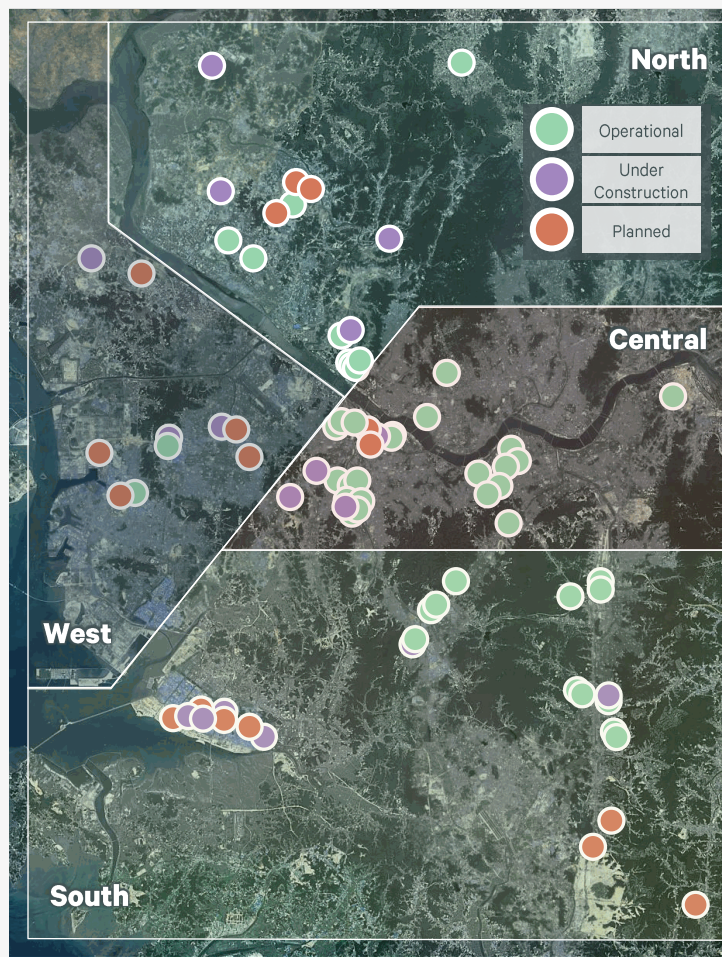 North
Operational
Under
Construction
Planned
Central
West
South